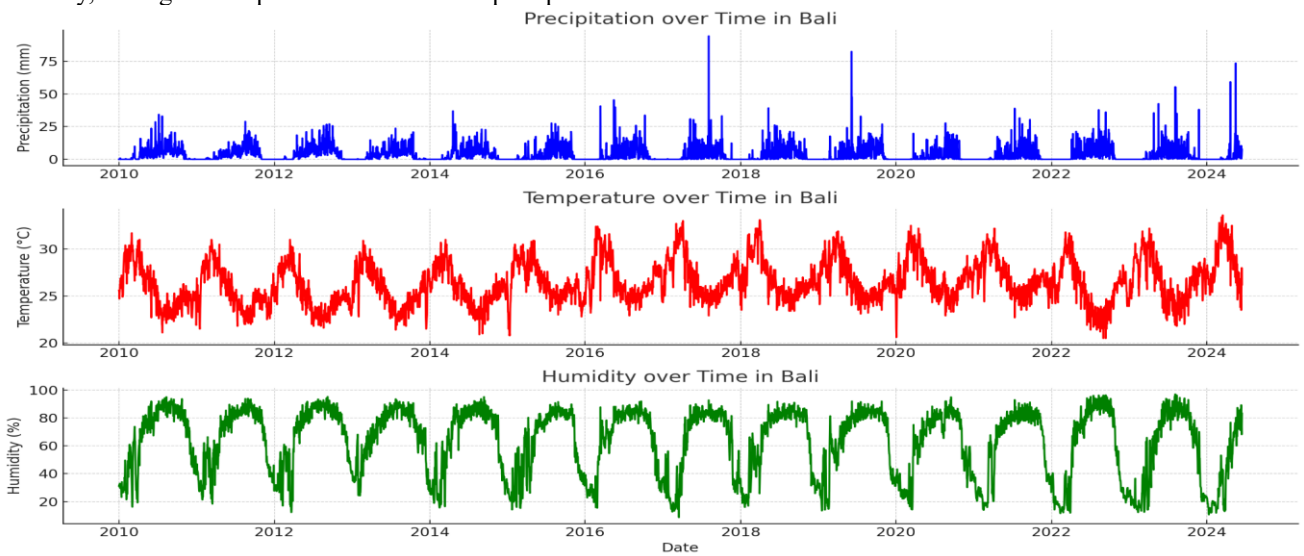 Precipitation over Time in Bali
Precipitation (mm)
75
50
25
0
2010 2012 2014 2016 2018 2020 2022 2024
Temperature over Time in Bali
Temperature (°C)
30
25
20
2010 2012 2014 2016 2018 2020 2022 2024
Humidity over Time in Bali
Humidity (%)
100
80
60
40
20
2010 2012 2014 2016 2018 2020 2022 2024
Date